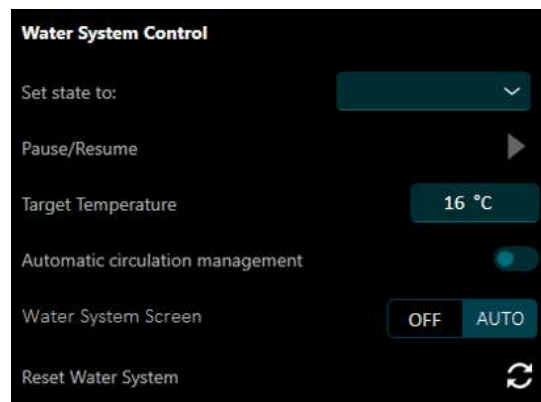 Water System Control
Set state to:
Pause/Resume
Target Temperature 16 °C
Automatic circulation management
Water System Screen OFF AUTO
Reset Water System